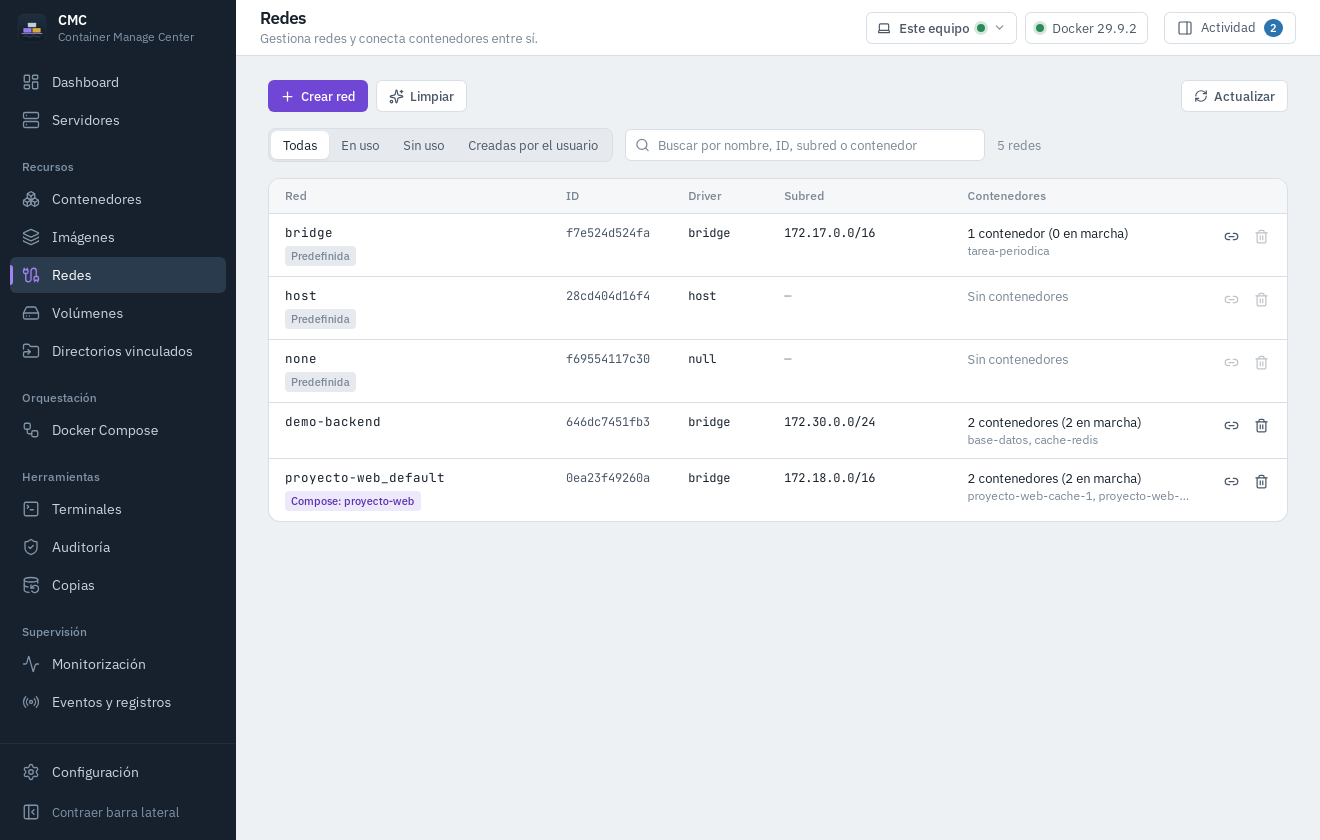 CMC
Container Manage Center
Dashboard
Servidores
Recursos
Contenedores
Imágenes
Redes
Volúmenes
Directorios vinculados
Orquestación
Docker Compose
Herramientas
Terminales
Auditoría
Copias
Supervisión
Monitorización
Eventos y registros
Configuración
Contraer barra lateral
Redes
Gestiona redes y conecta contenedores entre sí.
Este equipo
Docker 29.9.2
Actividad 2
Crear red
Limpiar
Actualizar
Todas En uso Sin uso Creadas por el usuario
Buscar por nombre, ID, subred o contenedor
5 redes
Red ID Driver Subred Contenedores
bridge f7e524d524fa bridge 172.17.0.0/16 1 contenedor (0 en marcha)
Predefinida tarea-periodica
host 28cd404d16f4 host — Sin contenedores
Predefinida
none f69554117c30 null — Sin contenedores
Predefinida
demo-backend 646dc7451fb3 bridge 172.30.0.0/24 2 contenedores (2 en marcha)
base-datos, cache-redis
proyecto-web_default 0ea23f49260a bridge 172.18.0.0/16 2 contenedores (2 en marcha)
Compose: proyecto-web proyecto-web-cache-1, proyecto-web-…